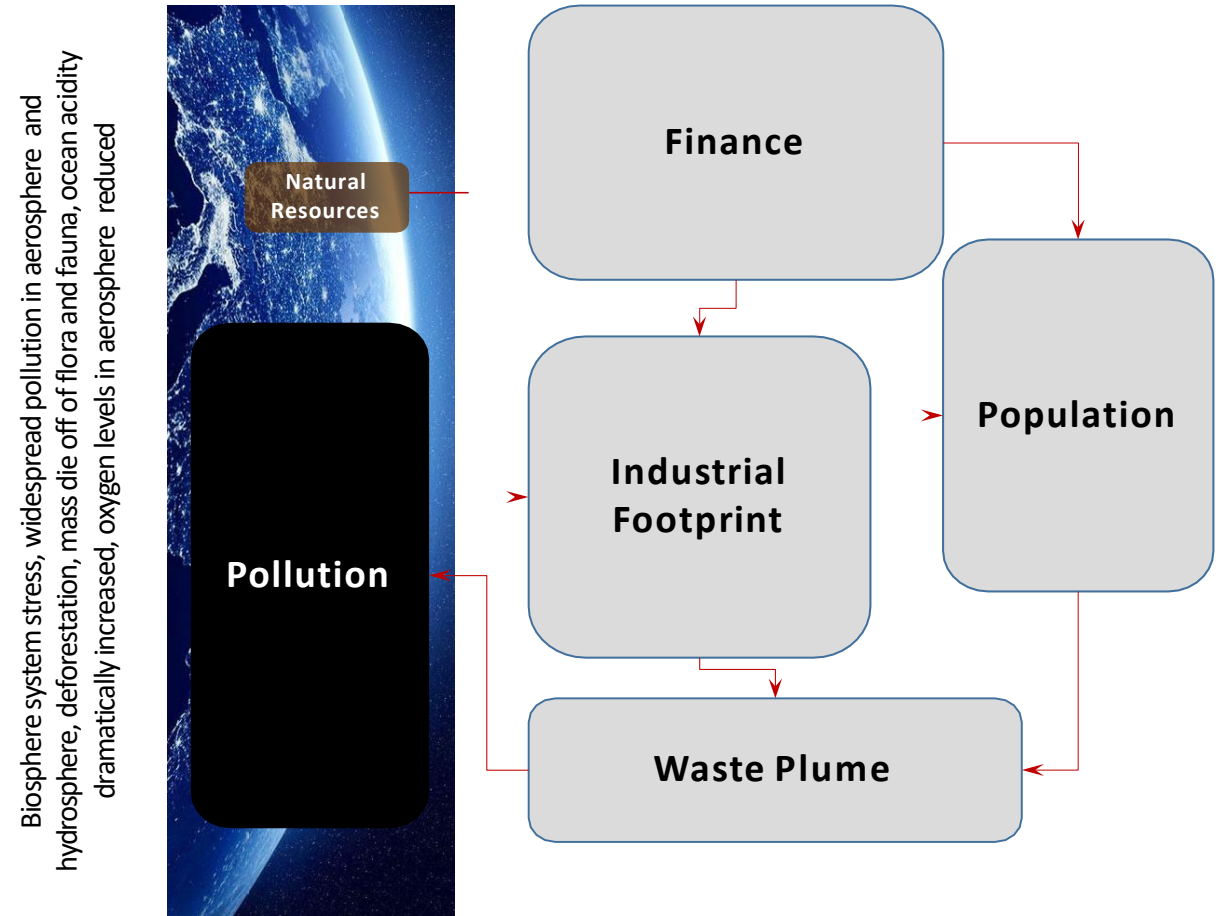 Biosphere system stress, widespread pollution in aerosphere and
hydrosphere, deforestation, mass die off of flora and fauna, ocean acidity
dramatically increased, oxygen levels in aerosphere reduced
Natural
Resources
Pollution
Finance
Industrial
Footprint
Population
Waste Plume